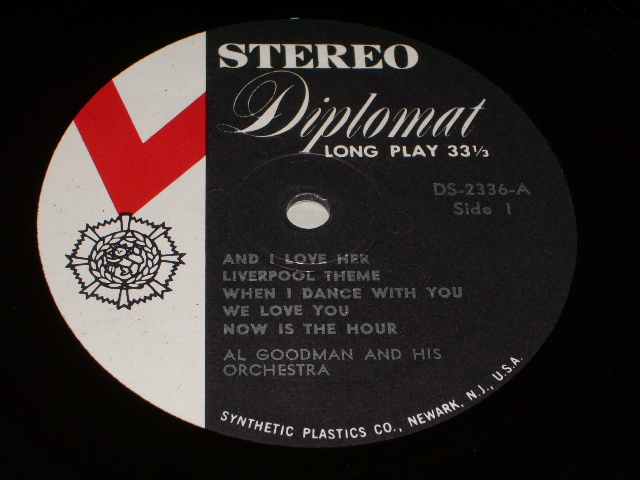 STEREO
Diplomat
LONG PLAY 33⅓
DS-2336-A
Side 1
AND I LOVE HER
LIVERPOOL THEME
WHEN I DANCE WITH YOU
WE LOVE YOU
NOW IS THE HOUR
AL GOODMAN AND HIS
ORCHESTRA
SYNTHETIC PLASTICS CO., NEWARK, N.J., U.S.A.